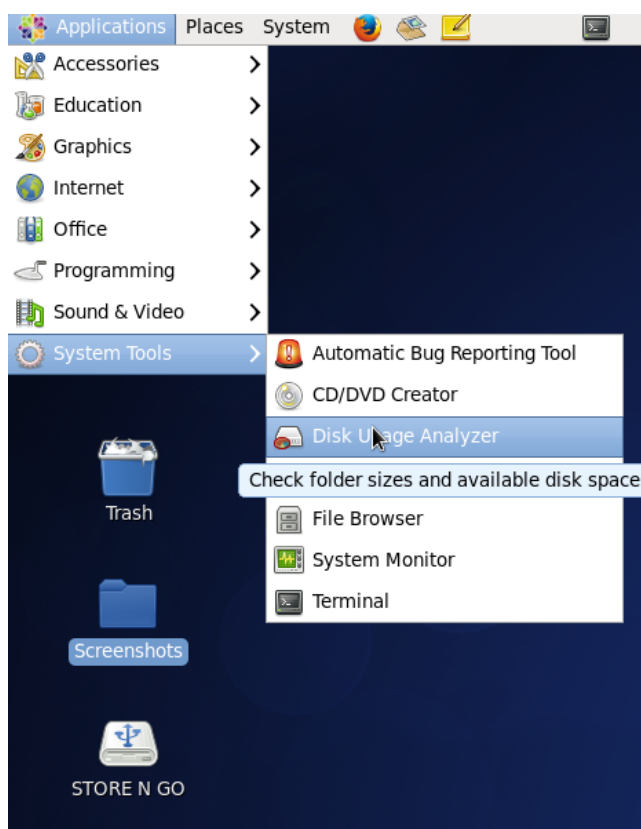 Applications Places System
Accessories
Education
Graphics
Internet
Office
Programming
Sound & Video
System Tools
Automatic Bug Reporting Tool
CD/DVD Creator
Disk Usage Analyzer
Check folder sizes and available disk space
File Browser
System Monitor
Terminal
Trash
Screenshots
STORE N GO